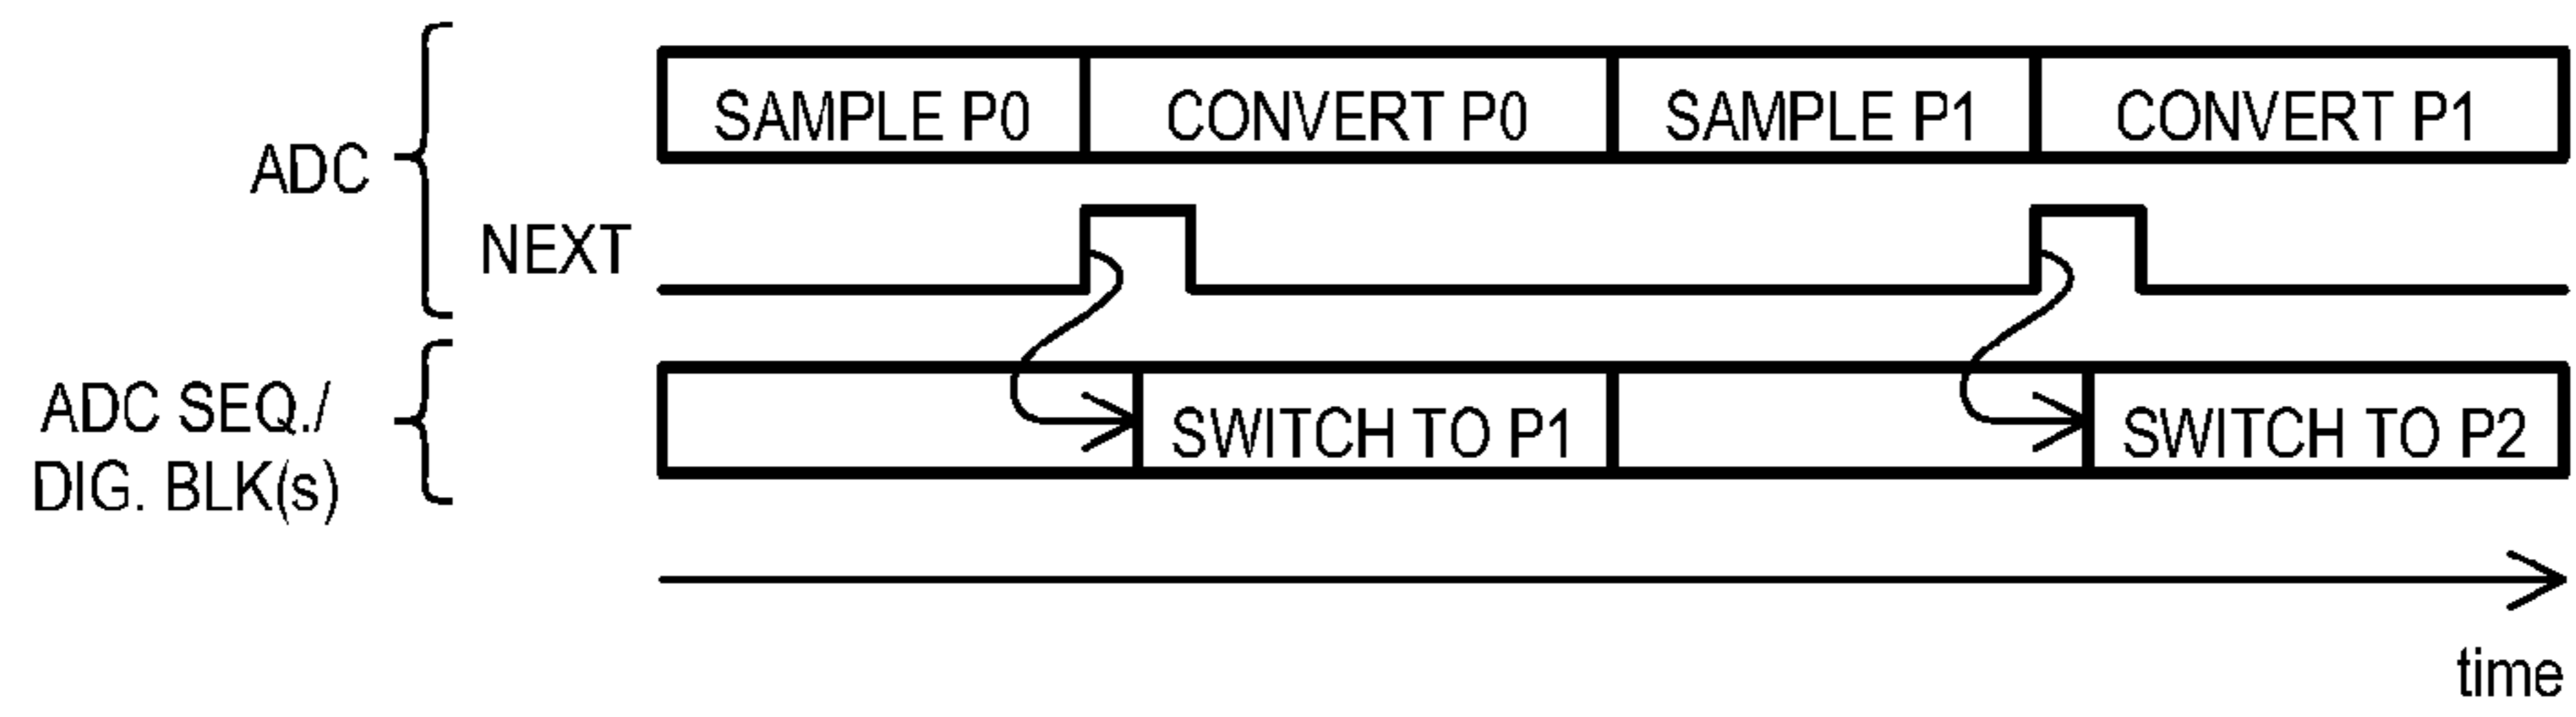 SAMPLE P0 CONVERT P0 SAMPLE P1 CONVERT P1
ADC
NEXT
ADC SEQ./
DIG. BLK(s)
SWITCH TO P1 SWITCH TO P2
time